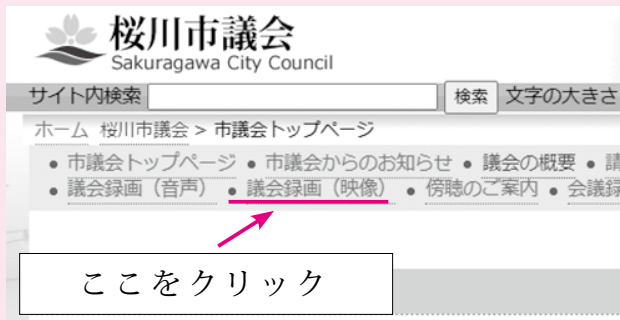 桜川市議会
Sakuragawa City Council
サイト内検索 検索 文字の大きさ
ホーム 桜川市議会 > 市議会トップページ
• 市議会トップページ • 市議会からのお知らせ • 議会の概要 •
• 議会録画（音声） • 議会録画（映像） • 傍聴のご案内 • 会議録
ここをクリック